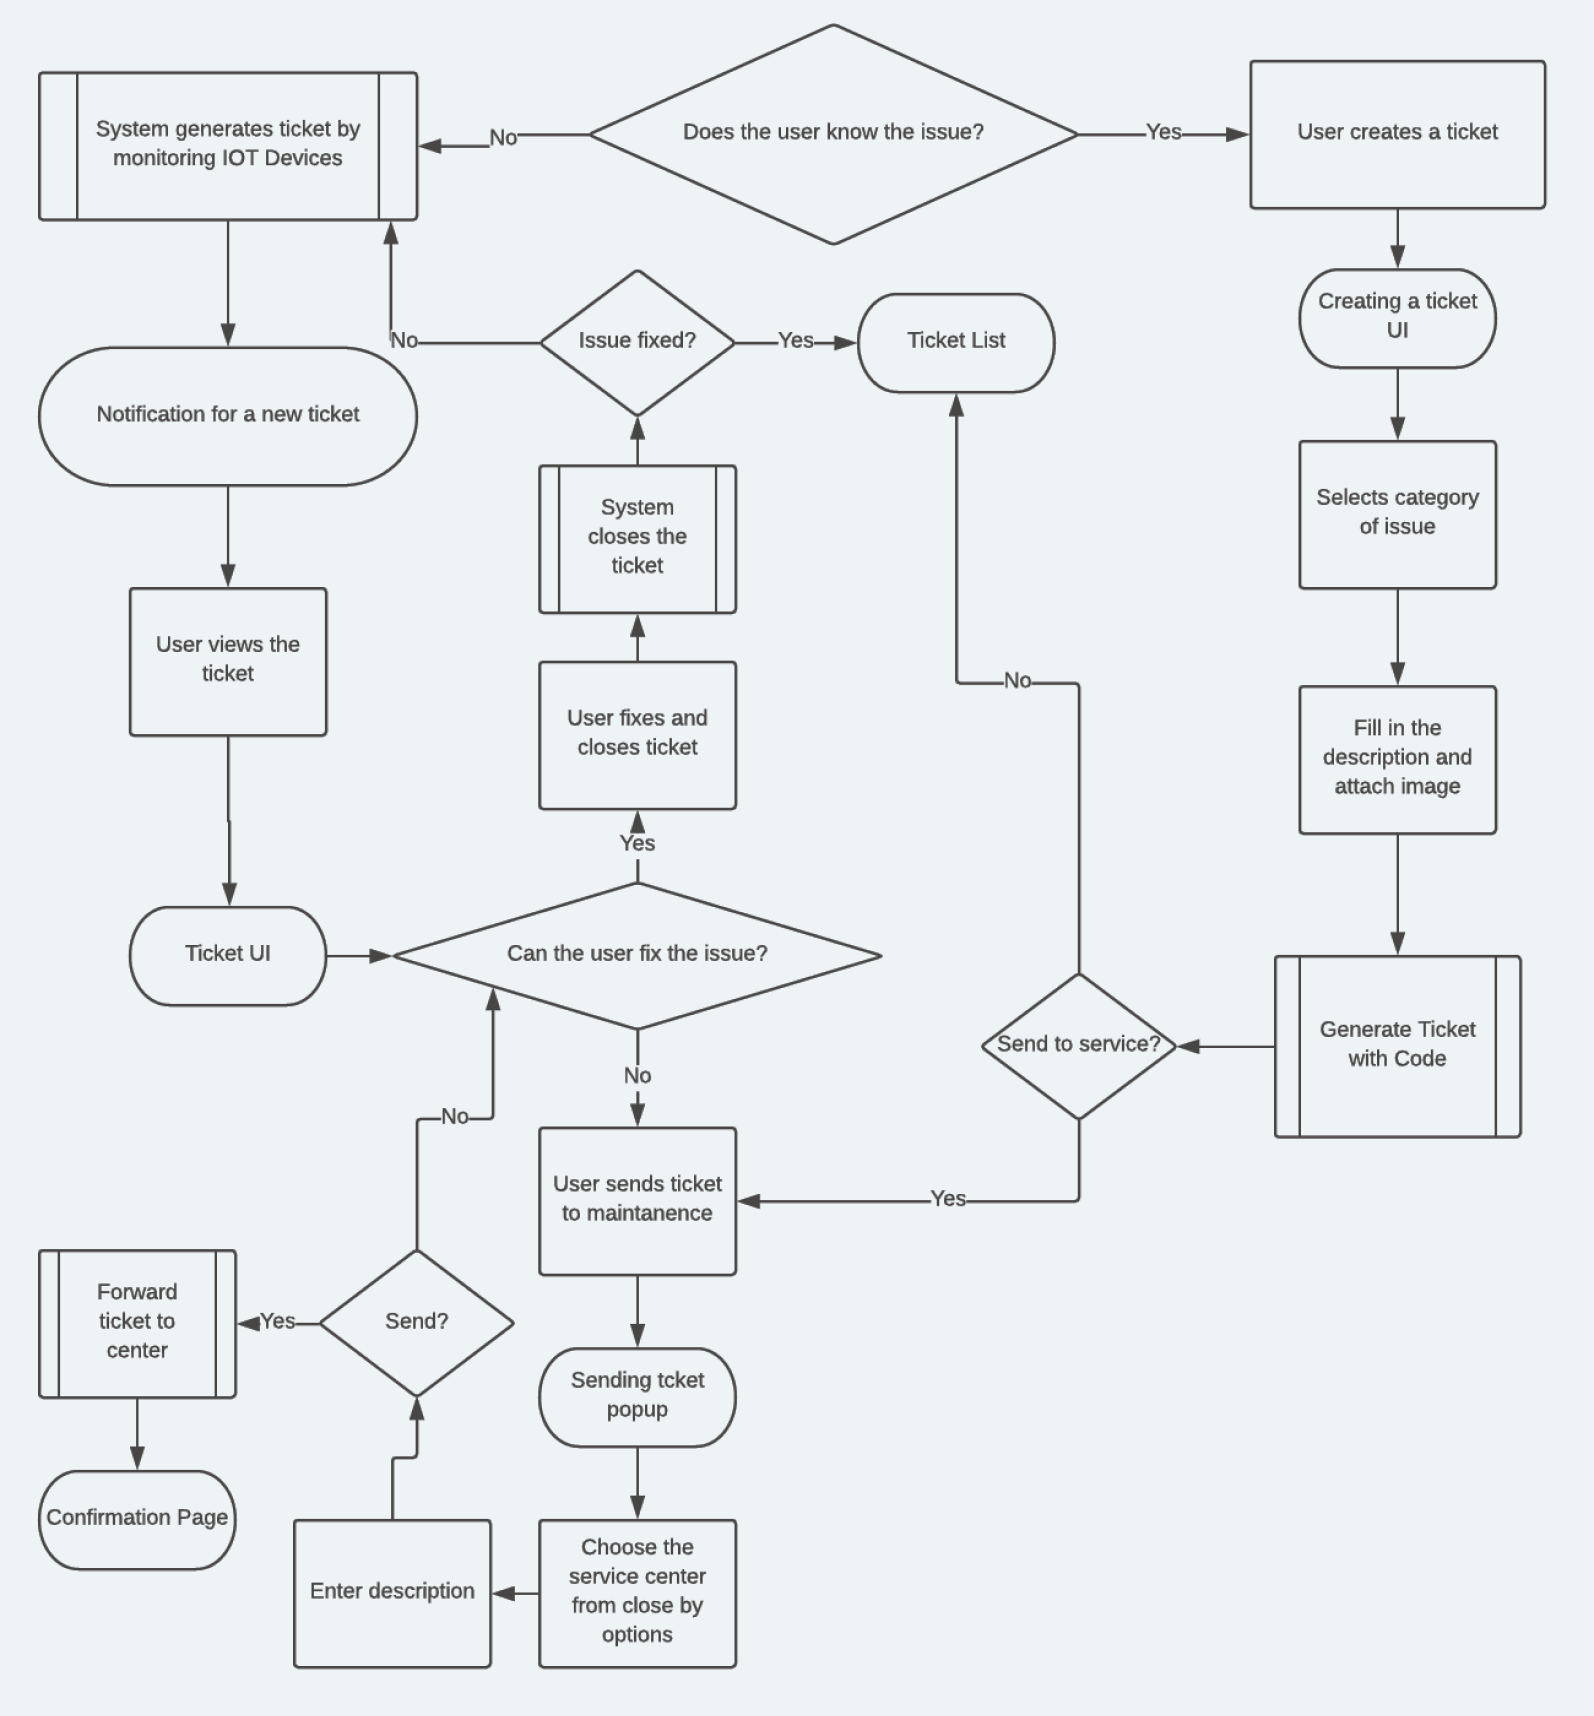 Does the user know the issue?
No
Yes
System generates ticket by
monitoring IOT Devices
User creates a ticket
Creating a ticket
UI
Issue fixed?
No
Yes
Ticket List
Notification for a new ticket
System
closes the
ticket
Selects category
of issue
User views the
ticket
User fixes and
closes ticket
No
Fill in the
description and
attach image
Yes
Ticket UI
Can the user fix the issue?
Send to service?
Generate Ticket
with Code
No
No
User sends ticket
to maintanence
Yes
Forward
ticket to
center
Yes
Send?
Sending tcket
popup
Confirmation Page
Enter description
Choose the
service center
from close by
options